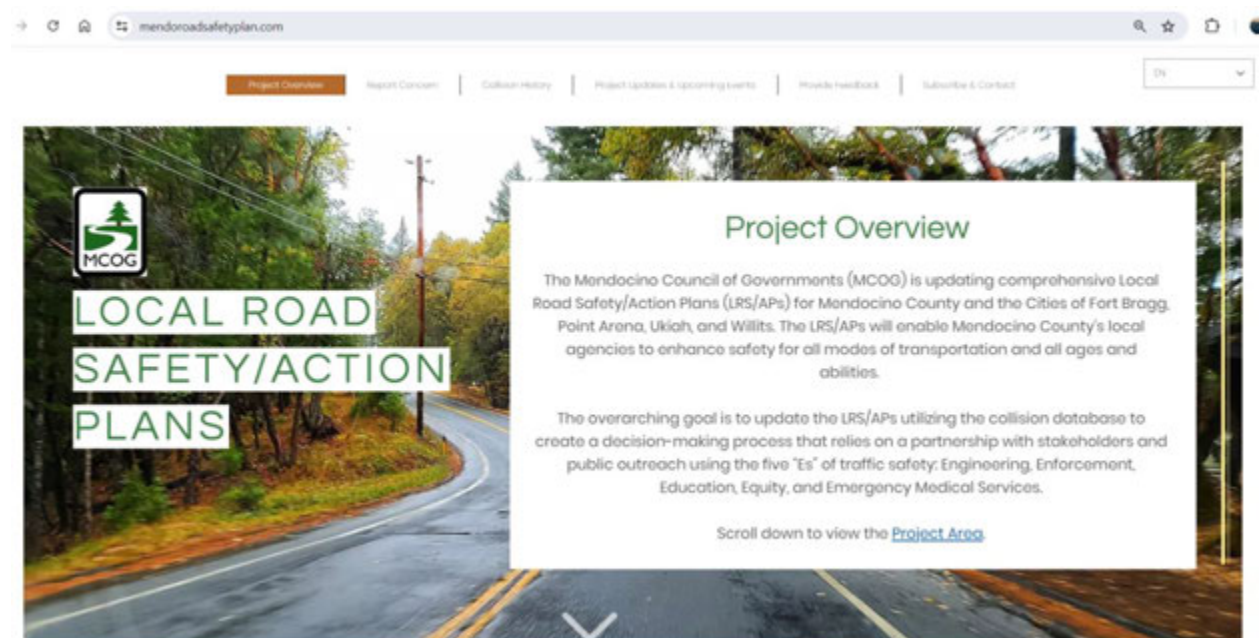 mendoroadsafetyplan.com
Project Overview
Report Concern
Collision History
Project Updates & Upcoming Events
Provide Feedback
Subscribe & Contact
EN
MCOG
LOCAL ROAD
SAFETY/ACTION
PLANS
Project Overview
The Mendocino Council of Governments (MCOG) is updating comprehensive Local
Road Safety/Action Plans (LRS/APs) for Mendocino County and the Cities of Fort Bragg,
Point Arena, Ukiah, and Willits. The LRS/APs will enable Mendocino County's local
agencies to enhance safety for all modes of transportation and all ages and
abilities.
The overarching goal is to update the LRS/APs utilizing the collision database to
create a decision-making process that relies on a partnership with stakeholders and
public outreach using the five "Es" of traffic safety: Engineering, Enforcement,
Education, Equity, and Emergency Medical Services.
Scroll down to view the Project Area.